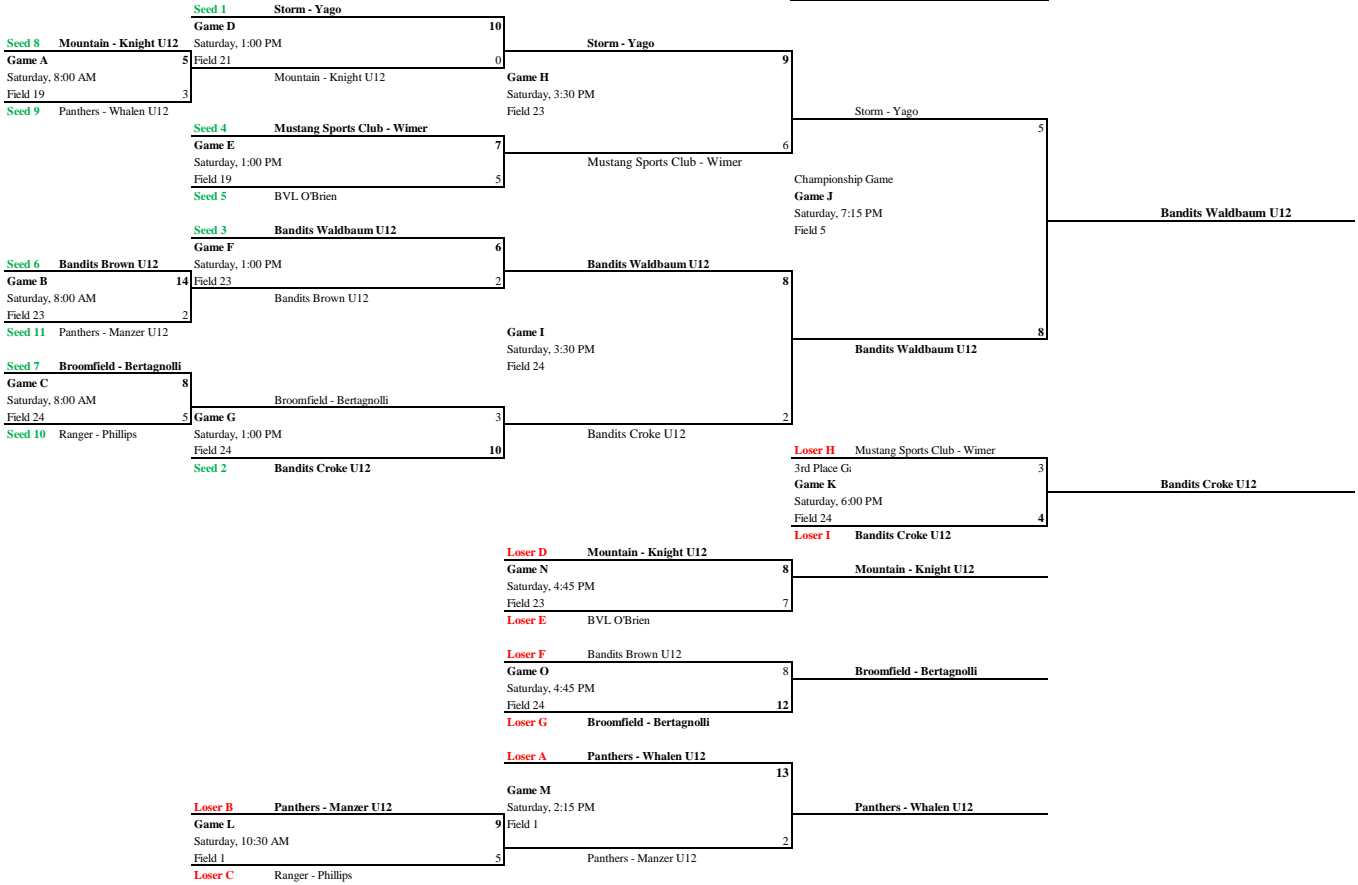 Seed 1 Storm - Yago
Game D 10
Seed 8 Mountain - Knight U12 Saturday, 1:00 PM Storm - Yago
Game A 5 Field 21 0 9
Saturday, 8:00 AM Mountain - Knight U12 Game H
Field 19 3 Saturday, 3:30 PM
Seed 9 Panthers - Whalen U12 Field 23 Storm - Yago
Seed 4 Mustang Sports Club - Wimer 5
Game E 7 6
Saturday, 1:00 PM Mustang Sports Club - Wimer
Field 19 5 Championship Game
Seed 5 BVL O'Brien Game J
Saturday, 7:15 PM Bandits Waldbaum U12
Seed 3 Bandits Waldbaum U12 Field 5
Game F 6
Seed 6 Bandits Brown U12 Saturday, 1:00 PM Bandits Waldbaum U12
Game B 14 Field 23 2 8
Saturday, 8:00 AM Bandits Brown U12
Field 23 2
Seed 11 Panthers - Manzer U12 Game I 8
Saturday, 3:30 PM Bandits Waldbaum U12
Seed 7 Broomfield - Bertagnolli Field 24
Game C 8
Saturday, 8:00 AM Broomfield - Bertagnolli
Field 24 5 Game G 3 2
Seed 10 Ranger - Phillips Saturday, 1:00 PM Bandits Croke U12
Field 24 10 Loser H Mustang Sports Club - Wimer
Seed 2 Bandits Croke U12 3rd Place Ga 3
Game K Bandits Croke U12
Saturday, 6:00 PM
Field 24 4
Loser I Bandits Croke U12
Loser D Mountain - Knight U12
Game N 8 Mountain - Knight U12
Saturday, 4:45 PM
Field 23 7
Loser E BVL O'Brien
Loser F Bandits Brown U12
Game O 8 Broomfield - Bertagnolli
Saturday, 4:45 PM
Field 24 12
Loser G Broomfield - Bertagnolli
Loser A Panthers - Whalen U12
13
Game M
Loser B Panthers - Manzer U12 Saturday, 2:15 PM Panthers - Whalen U12
Game L 9 Field 1
Saturday, 10:30 AM 2
Field 1 5 Panthers - Manzer U12
Loser C Ranger - Phillips